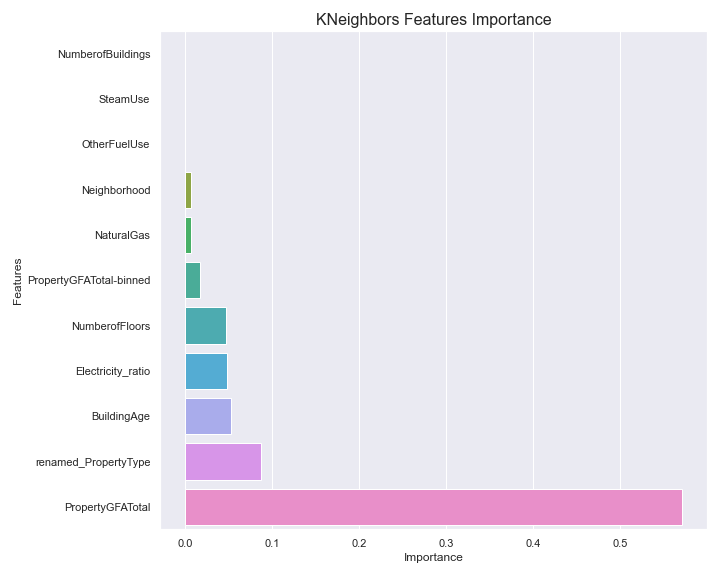 KNeighbors Features Importance
NumberofBuildings
SteamUse
OtherFuelUse
Neighborhood
NaturalGas
PropertyGFATotal-binned
NumberofFloors
Electricity_ratio
BuildingAge
renamed_PropertyType
PropertyGFATotal
Features
0.0 0.1 0.2 0.3 0.4 0.5
Importance